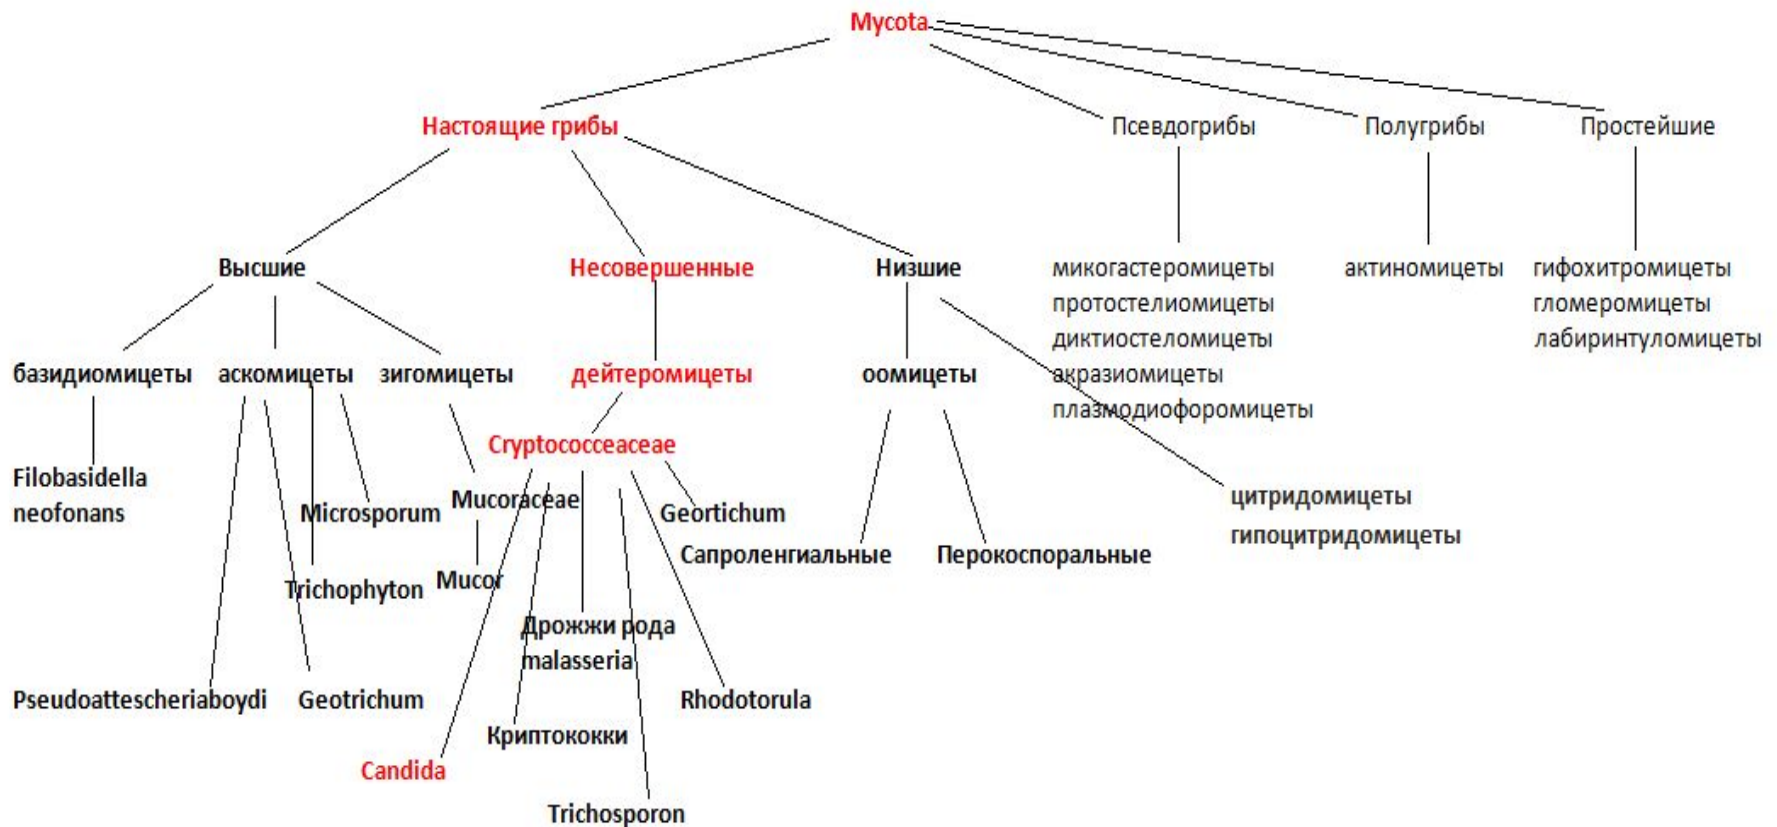 Mycota
Настоящие грибы
Псевдогрибы
Полугрибы
Простейшие
Высшие
Несовершенные
Низшие
микогастеромицеты
протостелиомицеты
диктиостеломицеты
акразиомицеты
плазмодиофоромицеты
актиномицеты
гифохитромицеты
гломеромицеты
лабиринтуломицеты
базидиомицеты
аскомицеты
зигомицеты
дейтеромицеты
оомицеты
Cryptococceaceae
Filobasidella
neofonans
Microsporum
Mucoraceae
Geortichum
цитридомицеты
гипоцитридомицеты
Сапроленгиальные
Перокоспоральные
Trichophyton
Mucor
Дрожжи рода
malasseria
Pseudoattescheriaboydi
Geotrichum
Rhodotorula
Криптококки
Candida
Trichosporon